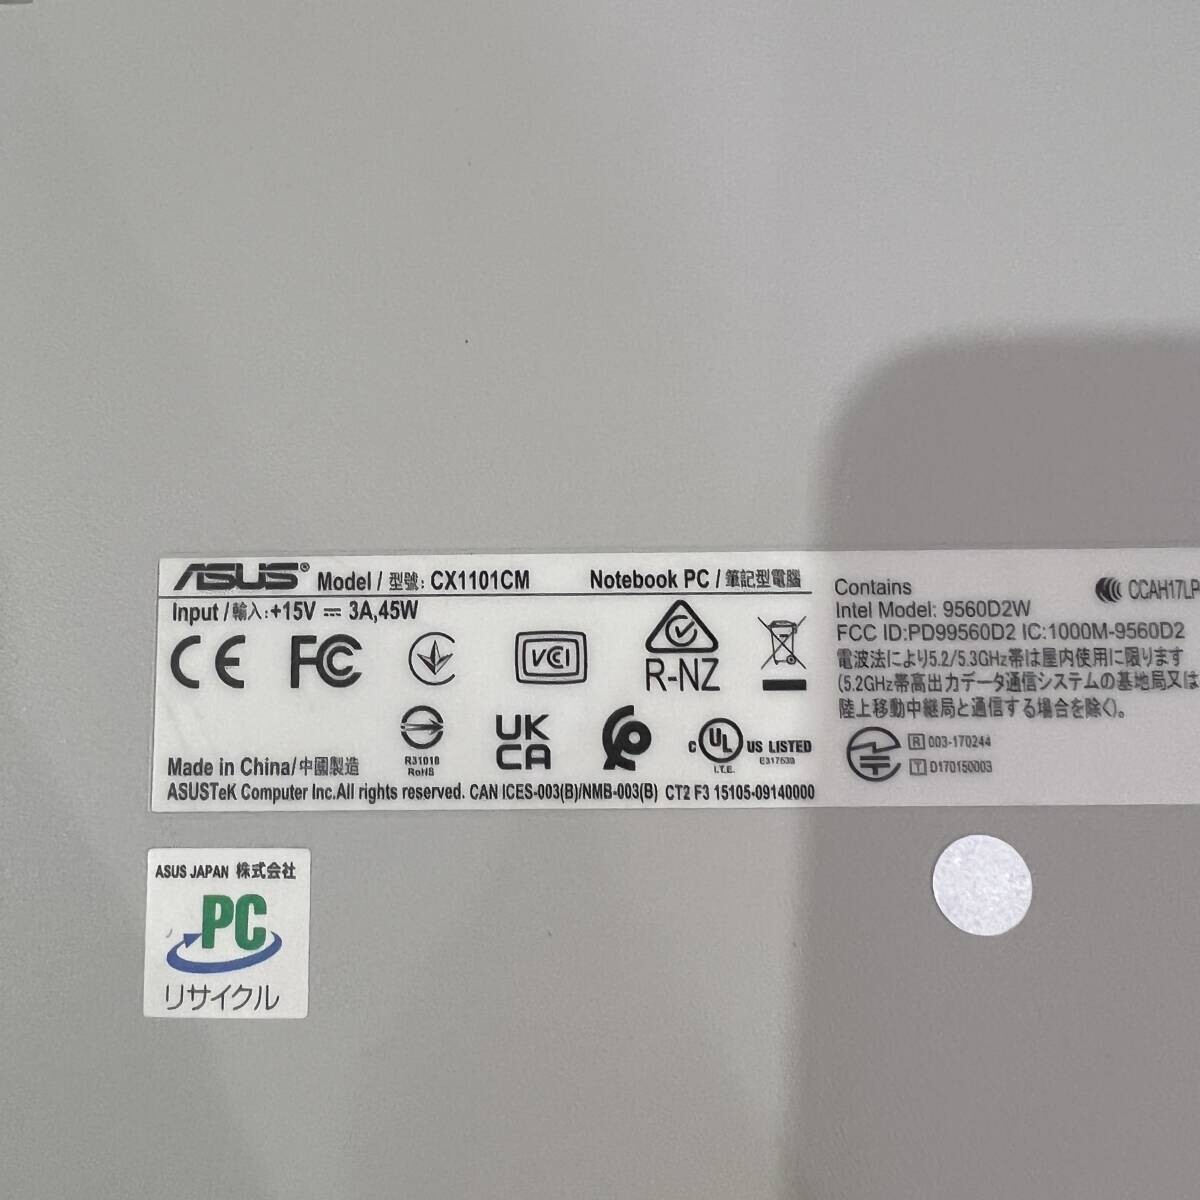 ASUS® Model / 型號: CX1101CM Notebook PC / 筆記型電腦
Input / 輸入: +15V ⎓ 3A,45W
CE FC VCCI R-NZ
R31018
RoHS
UK
CA
c UL US LISTED
I.T.E. E317539
Made in China/中國製造
ASUSTeK Computer Inc.All rights reserved. CAN ICES-003(B)/NMB-003(B) CT2 F3 15105-09140000
Contains
Intel Model: 9560D2W
CCAH17LP
FCC ID:PD99560D2 IC:1000M-9560D2
電波法により5.2/5.3GHz帯は屋内使用に限ります
(5.2GHz帯高出力データ通信システムの基地局又は
陸上移動中継局と通信する場合を除く)。
R 003-170244
T D170150003
ASUS JAPAN 株式会社
PC
リサイクル